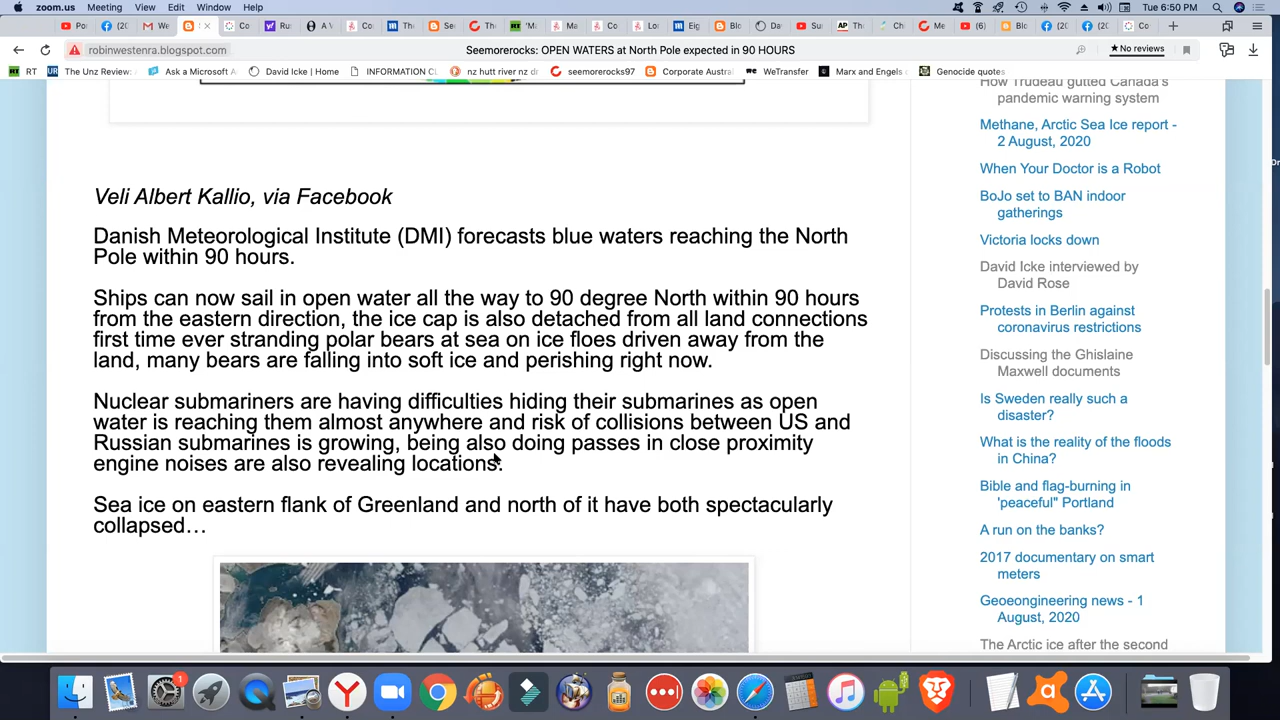 zoom.us Meeting View Edit Window Help
Tue 6:50 PM
robinwestenra.blogspot.com
Seemorerocks: OPEN WATERS at North Pole expected in 90 HOURS
★No reviews
RT
The Unz Review:
Ask a Microsoft A
David Icke | Home
INFORMATION CL
nz hutt river nz dr
seemorerocks97
Corporate Austral
WeTransfer
Marx and Engels
Genocide quotes
Veli Albert Kallio, via Facebook
Danish Meteorological Institute (DMI) forecasts blue waters reaching the North
Pole within 90 hours.
Ships can now sail in open water all the way to 90 degree North within 90 hours
from the eastern direction, the ice cap is also detached from all land connections
first time ever stranding polar bears at sea on ice floes driven away from the
land, many bears are falling into soft ice and perishing right now.
Nuclear submariners are having difficulties hiding their submarines as open
water is reaching them almost anywhere and risk of collisions between US and
Russian submarines is growing, being also doing passes in close proximity
engine noises are also revealing locations.
Sea ice on eastern flank of Greenland and north of it have both spectacularly
collapsed…
How Trudeau gutted Canada's
pandemic warning system
Methane, Arctic Sea Ice report -
2 August, 2020
When Your Doctor is a Robot
BoJo set to BAN indoor
gatherings
Victoria locks down
David Icke interviewed by
David Rose
Protests in Berlin against
coronavirus restrictions
Discussing the Ghislaine
Maxwell documents
Is Sweden really such a
disaster?
What is the reality of the floods
in China?
Bible and flag-burning in
'peaceful" Portland
A run on the banks?
2017 documentary on smart
meters
Geoengineering news - 1
August, 2020
The Arctic ice after the second